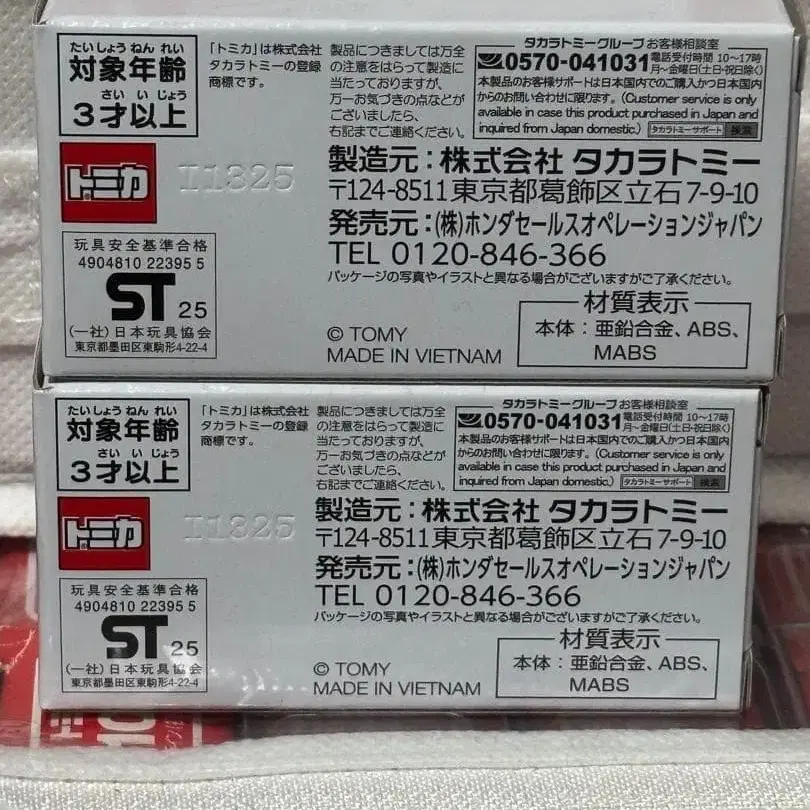 たいしょうねんれい
対象年齢
さいいじょう
3才以上
「トミカ」は株式会社
タカラトミーの登録
商標です。
製品につきましては万全
の注意をはらって製造に
当たっておりますが、
万一お気づきの点などが
ございましたら、
右記までご連絡ください。
タカラトミーグループお客様相談室
0570-041031 電話受付時間 10〜17時
月〜金曜日(土日・祝日除く)
本製品のお客様サポートは日本国内でのご購入かつ日本国内
からのお問い合わせに限ります。(Customer service is only
available in case this product purchased in Japan and
inquired from Japan domestic.) タカラトミーサポート 検索
トミカ
I1325
製造元:株式会社 タカラトミー
〒124-8511東京都葛飾区立石7-9-10
発売元:(株)ホンダセールスオペレーションジャパン
TEL 0120-846-366
パッケージの写真やイラストと異なる場合がございますがご了承ください。
玩具安全基準合格
4904810 22395 5
ST 25
(一社)日本玩具協会
東京都墨田区東駒形4-22-4
© TOMY
MADE IN VIETNAM
材質表示
本体:亜鉛合金、ABS、
MABS
たいしょうねんれい
対象年齢
さいいじょう
3才以上
「トミカ」は株式会社
タカラトミーの登録
商標です。
製品につきましては万全
の注意をはらって製造に
当たっておりますが、
万一お気づきの点などが
ございましたら、
右記までご連絡ください。
タカラトミーグループお客様相談室
0570-041031 電話受付時間 10〜17時
月〜金曜日(土日・祝日除く)
本製品のお客様サポートは日本国内でのご購入かつ日本国内
からのお問い合わせに限ります。(Customer service is only
available in case this product purchased in Japan and
inquired from Japan domestic.) タカラトミーサポート 検索
トミカ
I1325
製造元:株式会社 タカラトミー
〒124-8511東京都葛飾区立石7-9-10
発売元:(株)ホンダセールスオペレーションジャパン
TEL 0120-846-366
パッケージの写真やイラストと異なる場合がございますがご了承ください。
玩具安全基準合格
4904810 22395 5
ST 25
(一社)日本玩具協会
東京都墨田区東駒形4-22-4
© TOMY
MADE IN VIETNAM
材質表示
本体:亜鉛合金、ABS、
MABS